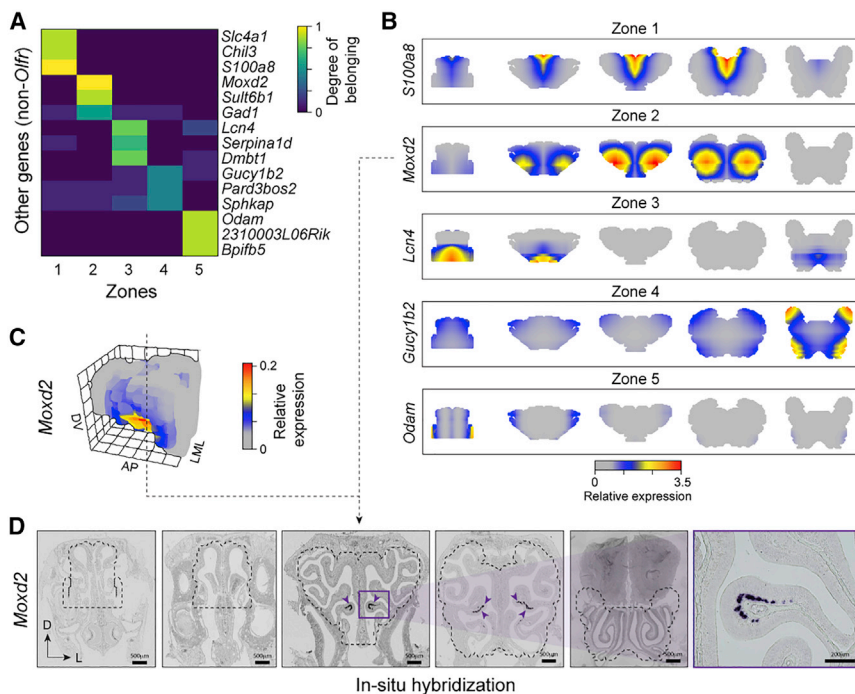 A
Other genes (non-Olfr)
Slc4a1
Chil3
S100a8
Moxd2
Sult6b1
Gad1
Lcn4
Serpina1d
Dmbt1
Gucy1b2
Pard3bos2
Sphkap
Odam
2310003L06Rik
Bpifb5
1 2 3 4 5
Zones
1
0
Degree of
belonging
B
Zone 1
S100a8
Zone 2
Moxd2
Zone 3
Lcn4
Zone 4
Gucy1b2
Zone 5
Odam
0 3.5
Relative expression
C
Moxd2
DV
AP
LML
0.2
0
Relative
expression
D
Moxd2
D
L
500µm
500µm
500µm
500µm
500µm
200µm
In-situ hybridization